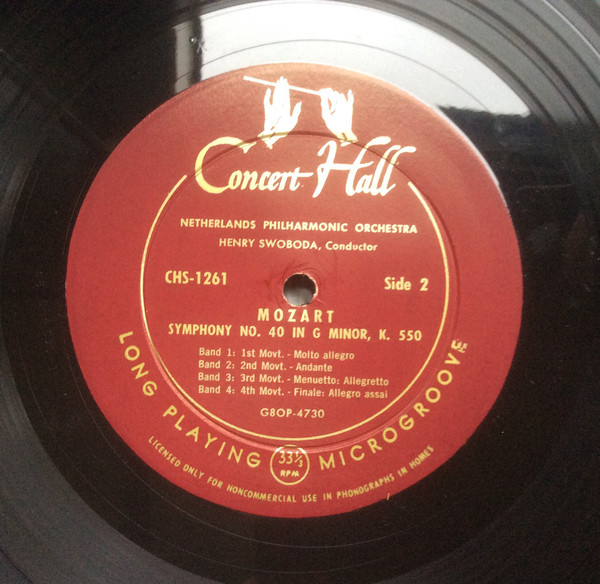 Concert Hall
NETHERLANDS PHILHARMONIC ORCHESTRA
HENRY SWOBODA, Conductor
CHS-1261 Side 2
MOZART
SYMPHONY NO. 40 IN G MINOR, K. 550
Band 1: 1st Movt. - Molto allegro
Band 2: 2nd Movt. - Andante
Band 3: 3rd Movt. - Menuetto: Allegretto
Band 4: 4th Movt. - Finale: Allegro assai
G8OP-4730
LONG PLAYING 33⅓ RPM MICROGROOVE
LICENSED ONLY FOR NONCOMMERCIAL USE IN PHONOGRAPHS IN HOMES